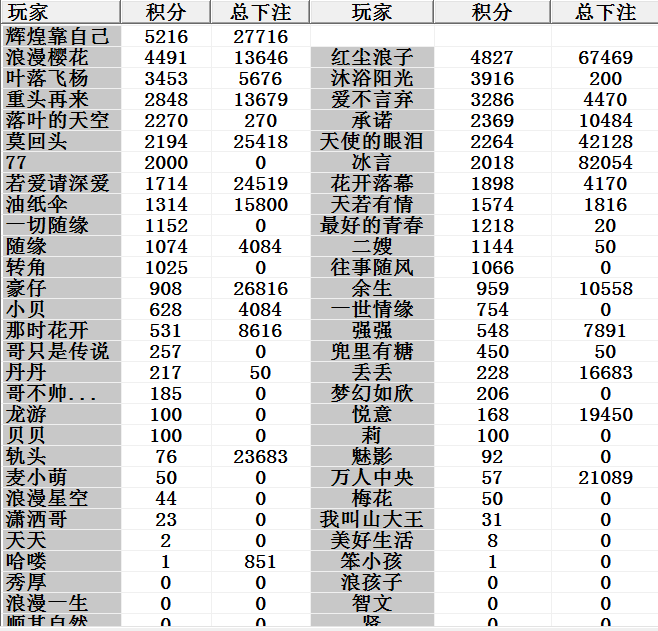 玩家 积分 总下注 玩家 积分 总下注
辉煌靠自己 5216 27716
浪漫樱花 4491 13646 红尘浪子 4827 67469
叶落飞杨 3453 5676 沐浴阳光 3916 200
重头再来 2848 13679 爱不言弃 3286 4470
落叶的天空 2270 270 承诺 2369 10484
莫回头 2194 25418 天使的眼泪 2264 42128
77 2000 0 冰言 2018 82054
若爱请深爱 1714 24519 花开落幕 1898 4170
油纸伞 1314 15800 天若有情 1574 1816
一切随缘 1152 0 最好的青春 1218 20
随缘 1074 4084 二嫂 1144 50
转角 1025 0 往事随风 1066 0
豪仔 908 26816 余生 959 10558
小贝 628 4084 一世情缘 754 0
那时花开 531 8616 强强 548 7891
哥只是传说 257 0 兜里有糖 450 50
丹丹 217 50 丢丢 228 16683
哥不帅... 185 0 梦幻如欣 206 0
龙游 100 0 悦意 168 19450
贝贝 100 0 莉 100 0
轨头 76 23683 魅影 92 0
麦小萌 50 0 万人中央 57 21089
浪漫星空 44 0 梅花 50 0
潇洒哥 23 0 我叫山大王 31 0
天天 2 0 美好生活 8 0
哈喽 1 851 笨小孩 1 0
秀厚 0 0 浪孩子 0 0
浪漫一生 0 0 智文 0 0
顺其自然 0 0 贤 0 0